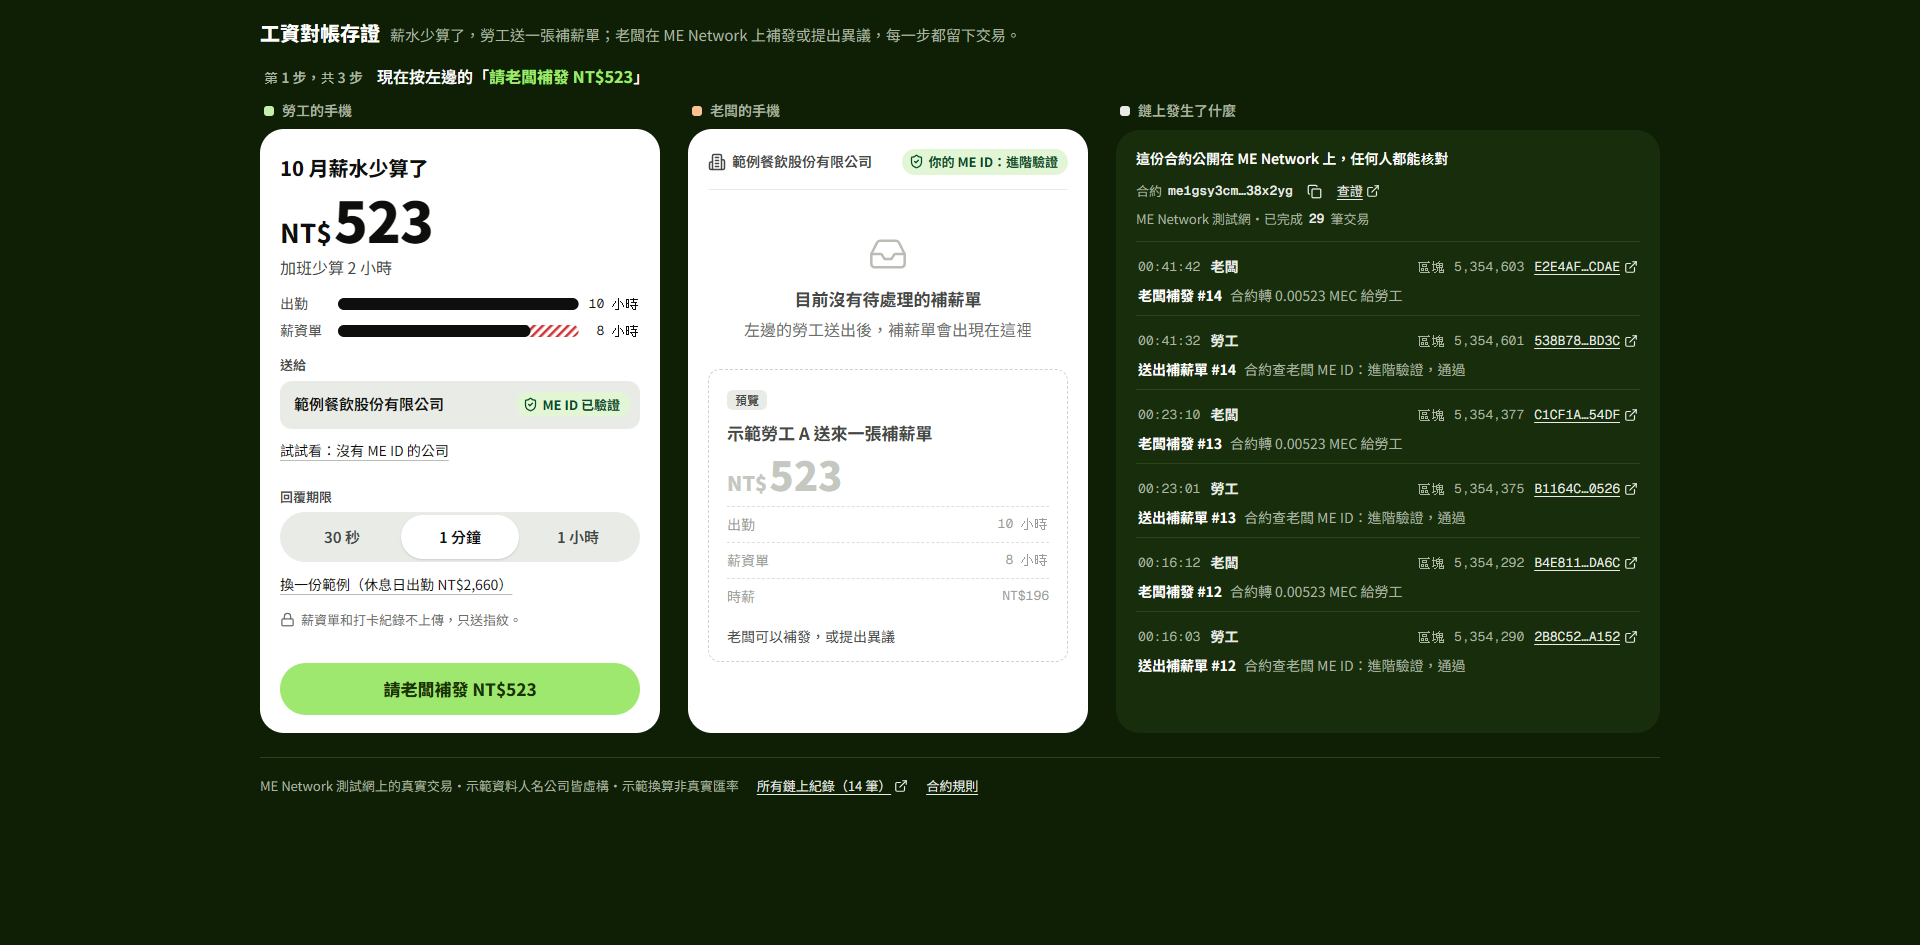 工資對帳存證 薪水少算了，勞工送一張補薪單；老闆在 ME Network 上補發或提出異議，每一步都留下交易。
第 1 步，共 3 步 現在按左邊的「請老闆補發 NT$523」
勞工的手機
10 月薪水少算了
NT$523
加班少算 2 小時
出勤 10 小時
薪資單 8 小時
送給
範例餐飲股份有限公司 ME ID 已驗證
試試看：沒有 ME ID 的公司
回覆期限
30 秒 1 分鐘 1 小時
換一份範例（休息日出勤 NT$2,660）
薪資單和打卡紀錄不上傳，只送指紋。
請老闆補發 NT$523
老闆的手機
範例餐飲股份有限公司 你的 ME ID：進階驗證
目前沒有待處理的補薪單
左邊的勞工送出後，補薪單會出現在這裡
預覽
示範勞工 A 送來一張補薪單
NT$523
出勤 10 小時
薪資單 8 小時
時薪 NT$196
老闆可以補發，或提出異議
鏈上發生了什麼
這份合約公開在 ME Network 上，任何人都能核對
合約 me1gsy3cm…38x2yg 查證
ME Network 測試網・已完成 29 筆交易
00:41:42 老闆 區塊 5,354,603 E2E4AF…CDAE
老闆補發 #14 合約轉 0.00523 MEC 給勞工
00:41:32 勞工 區塊 5,354,601 538B78…BD3C
送出補薪單 #14 合約查老闆 ME ID：進階驗證，通過
00:23:10 老闆 區塊 5,354,377 C1CF1A…54DF
老闆補發 #13 合約轉 0.00523 MEC 給勞工
00:23:01 勞工 區塊 5,354,375 B1164C…0526
送出補薪單 #13 合約查老闆 ME ID：進階驗證，通過
00:16:12 老闆 區塊 5,354,292 B4E811…DA6C
老闆補發 #12 合約轉 0.00523 MEC 給勞工
00:16:03 勞工 區塊 5,354,290 2B8C52…A152
送出補薪單 #12 合約查老闆 ME ID：進階驗證，通過
ME Network 測試網上的真實交易・示範資料人名公司皆虛構・示範換算非真實匯率 所有鏈上紀錄（14 筆） 合約規則